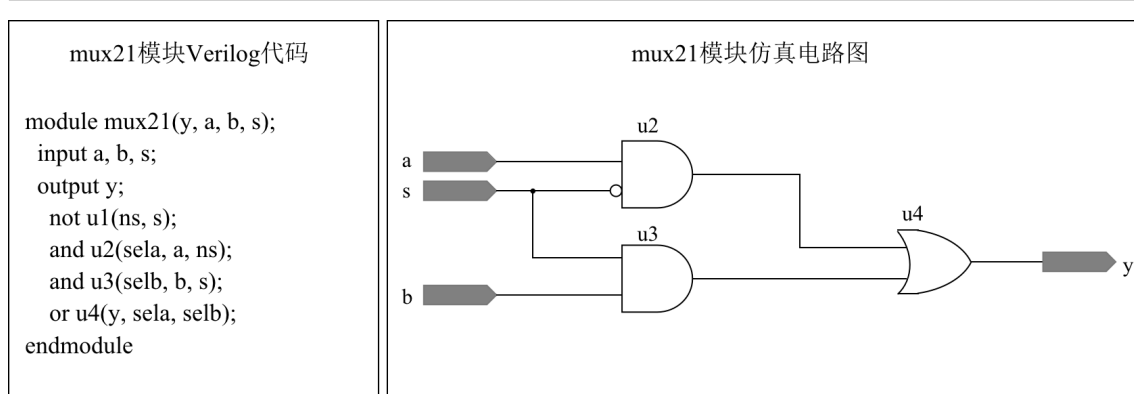 mux21模块Verilog代码
module mux21(y, a, b, s);
input a, b, s;
output y;
not u1(ns, s);
and u2(sela, a, ns);
and u3(selb, b, s);
or u4(y, sela, selb);
endmodule
mux21模块仿真电路图
u2
a
s
u4
u3
y
b